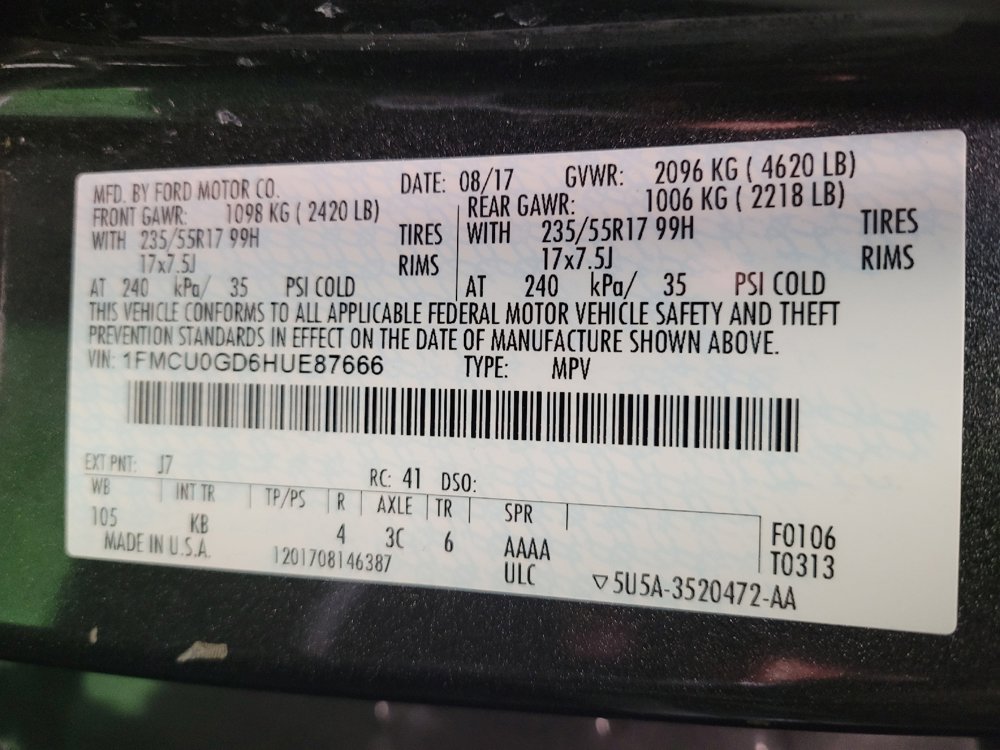 MFD. BY FORD MOTOR CO. DATE: 08/17 GVWR: 2096 KG ( 4620 LB)
FRONT GAWR: 1098 KG ( 2420 LB) REAR GAWR: 1006 KG ( 2218 LB)
WITH 235/55R17 99H TIRES WITH 235/55R17 99H TIRES
17x7.5J RIMS 17x7.5J RIMS
AT 240 kPa/ 35 PSI COLD AT 240 kPa/ 35 PSI COLD
THIS VEHICLE CONFORMS TO ALL APPLICABLE FEDERAL MOTOR VEHICLE SAFETY AND THEFT
PREVENTION STANDARDS IN EFFECT ON THE DATE OF MANUFACTURE SHOWN ABOVE.
VIN: 1FMCU0GD6HUE87666 TYPE: MPV
EXT PNT: J7 RC: 41 DSO:
WB INT TR TP/PS R AXLE TR SPR
105 KB 4 3C 6 AAAA F0106
MADE IN U.S.A. 1201708146387 ULC T0313
▽5U5A-3520472-AA